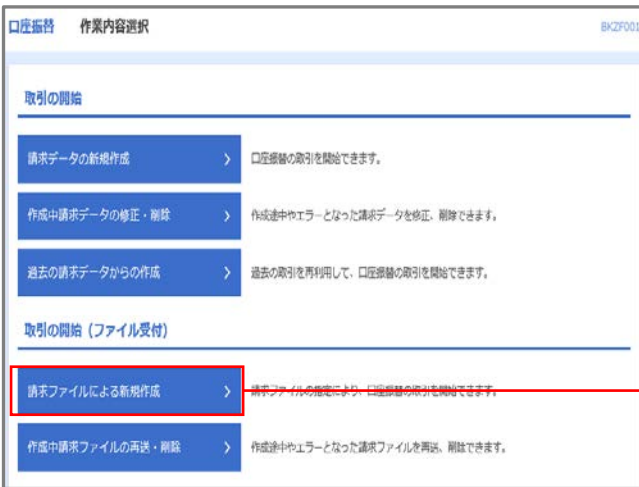 口座振替 作業内容選択 BKZF001
取引の開始
請求データの新規作成 口座振替の取引を開始できます。
作成中請求データの修正・削除 作成途中やエラーとなった請求データを修正、削除できます。
過去の請求データからの作成 過去の取引を再利用して、口座振替の取引を開始できます。
取引の開始（ファイル受付）
請求ファイルによる新規作成 請求ファイルの指定により、口座振替の取引を開始できます。
作成中請求ファイルの再送・削除 作成途中やエラーとなった請求ファイルを再送、削除できます。